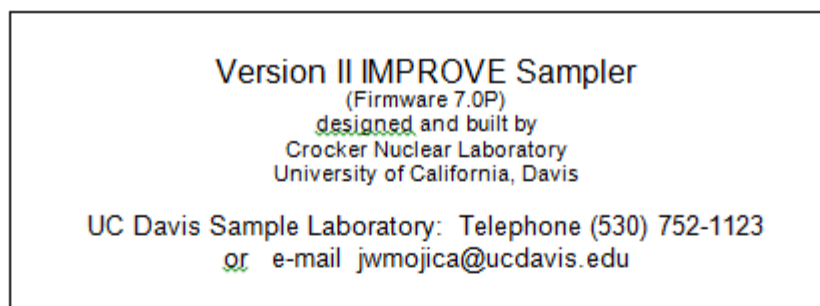 Version II IMPROVE Sampler
(Firmware 7.0P)
designed and built by
Crocker Nuclear Laboratory
University of California, Davis
UC Davis Sample Laboratory:  Telephone (530) 752-1123
or   e-mail  jwmojica@ucdavis.edu